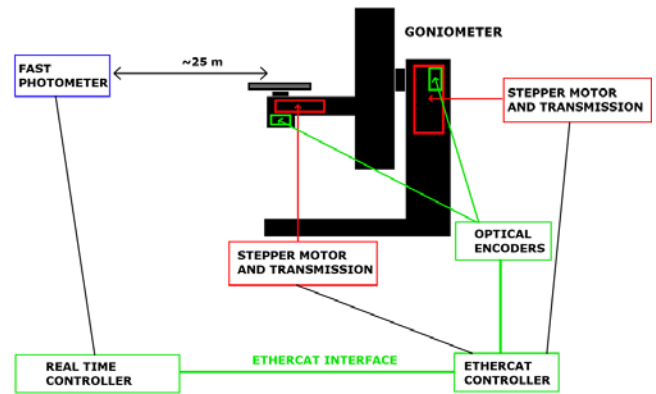 GONIOMETER
~25 m
FAST
PHOTOMETER
STEPPER MOTOR
AND TRANSMISSION
OPTICAL
ENCODERS
STEPPER MOTOR
AND TRANSMISSION
ETHERCAT INTERFACE
REAL TIME
CONTROLLER
ETHERCAT
CONTROLLER